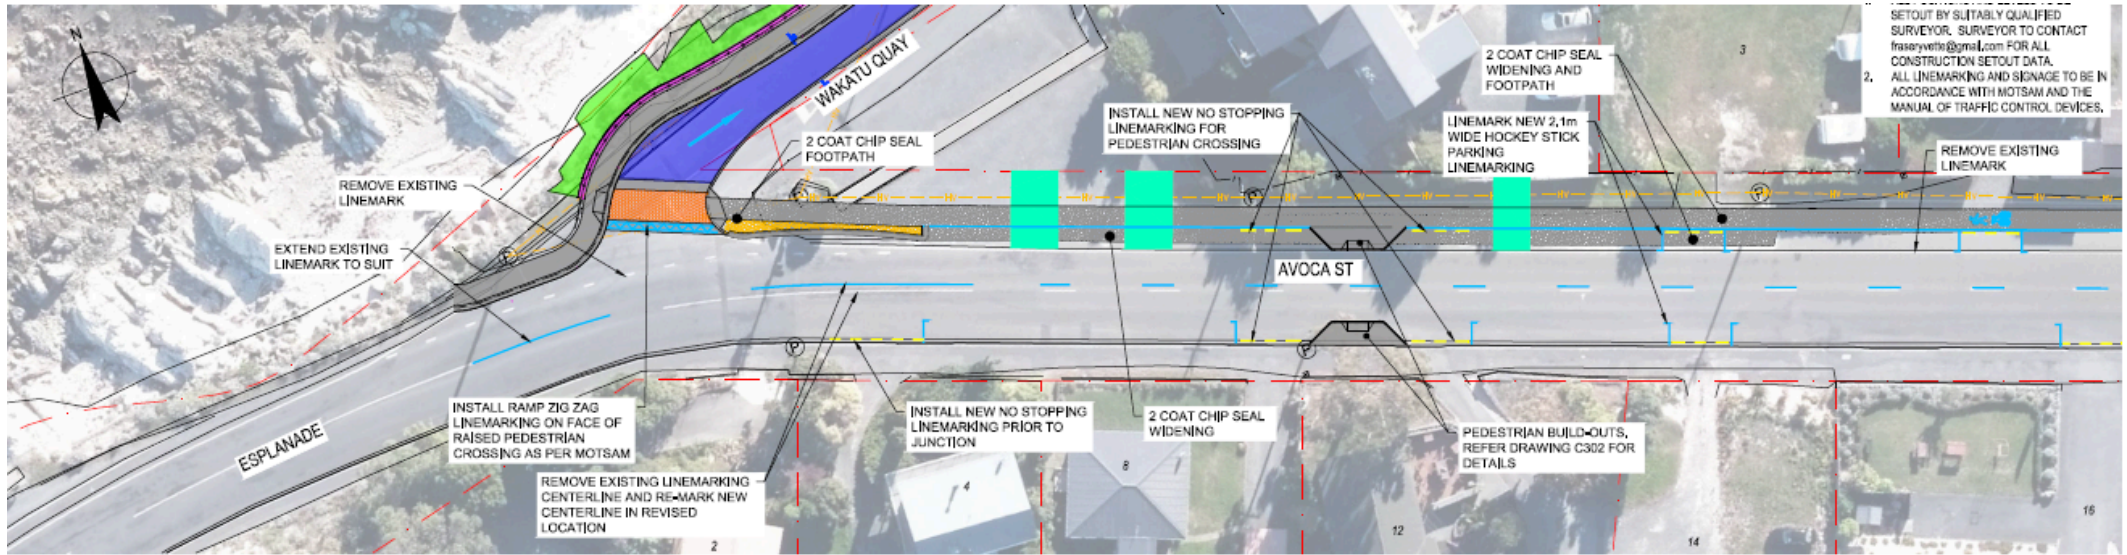 N
SETOUT BY SUITABLY QUALIFIED
SURVEYOR. SURVEYOR TO CONTACT
fraseryvette@gmail.com FOR ALL
CONSTRUCTION SETOUT DATA.
2. ALL LINEMARKING AND SIGNAGE TO BE IN
ACCORDANCE WITH MOTSAM AND THE
MANUAL OF TRAFFIC CONTROL DEVICES.
WAKATU QUAY
2 COAT CHIP SEAL
WIDENING AND
FOOTPATH
3
INSTALL NEW NO STOPPING
LINEMARKING FOR
PEDESTRIAN CROSSING
LINEMARK NEW 2.1m
WIDE HOCKEY STICK
PARKING
LINEMARKING
REMOVE EXISTING
LINEMARK
2 COAT CHIP SEAL
FOOTPATH
REMOVE EXISTING
LINEMARK
EXTEND EXISTING
LINEMARK TO SUIT
HV
HV
HV
HV
HV
HV
HV
P
P
P
P
P
AVOCA ST
ESPLANADE
INSTALL RAMP ZIG ZAG
LINEMARKING ON FACE OF
RAISED PEDESTRIAN
CROSSING AS PER MOTSAM
REMOVE EXISTING LINEMARKING
CENTERLINE AND RE-MARK NEW
CENTERLINE IN REVISED
LOCATION
INSTALL NEW NO STOPPING
LINEMARKING PRIOR TO
JUNCTION
2 COAT CHIP SEAL
WIDENING
PEDESTRIAN BUILD-OUTS,
REFER DRAWING C302 FOR
DETAILS
2
4
8
12
14
16